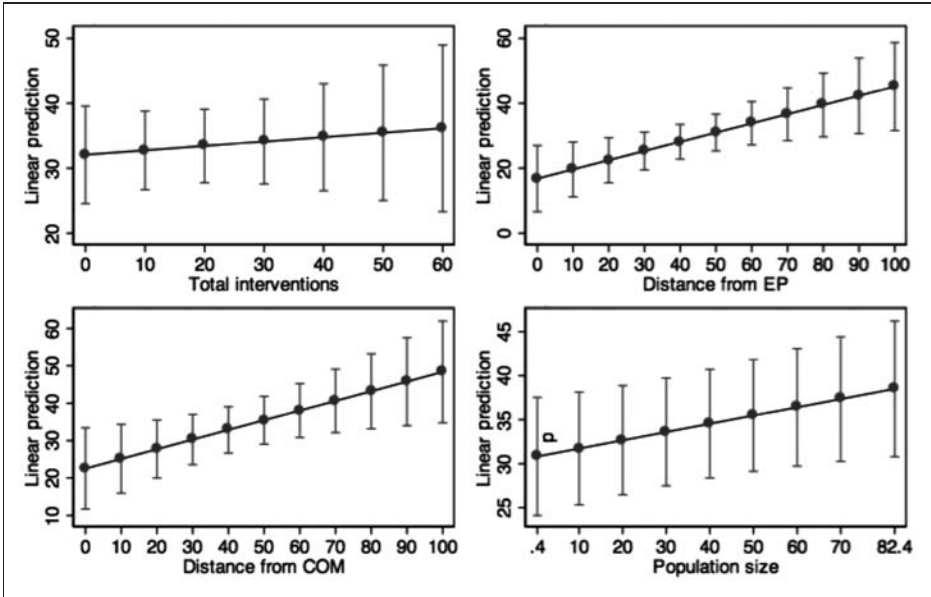 Linear prediction
50
40
30
20
0 10 20 30 40 50 60
Total interventions
Linear prediction
60
40
20
0
0 10 20 30 40 50 60 70 80 90 100
Distance from EP
Linear prediction
60
50
40
30
20
10
0 10 20 30 40 50 60 70 80 90 100
Distance from COM
Linear prediction
45
40
35
30
25
p
.4 10 20 30 40 50 60 70 82.4
Population size